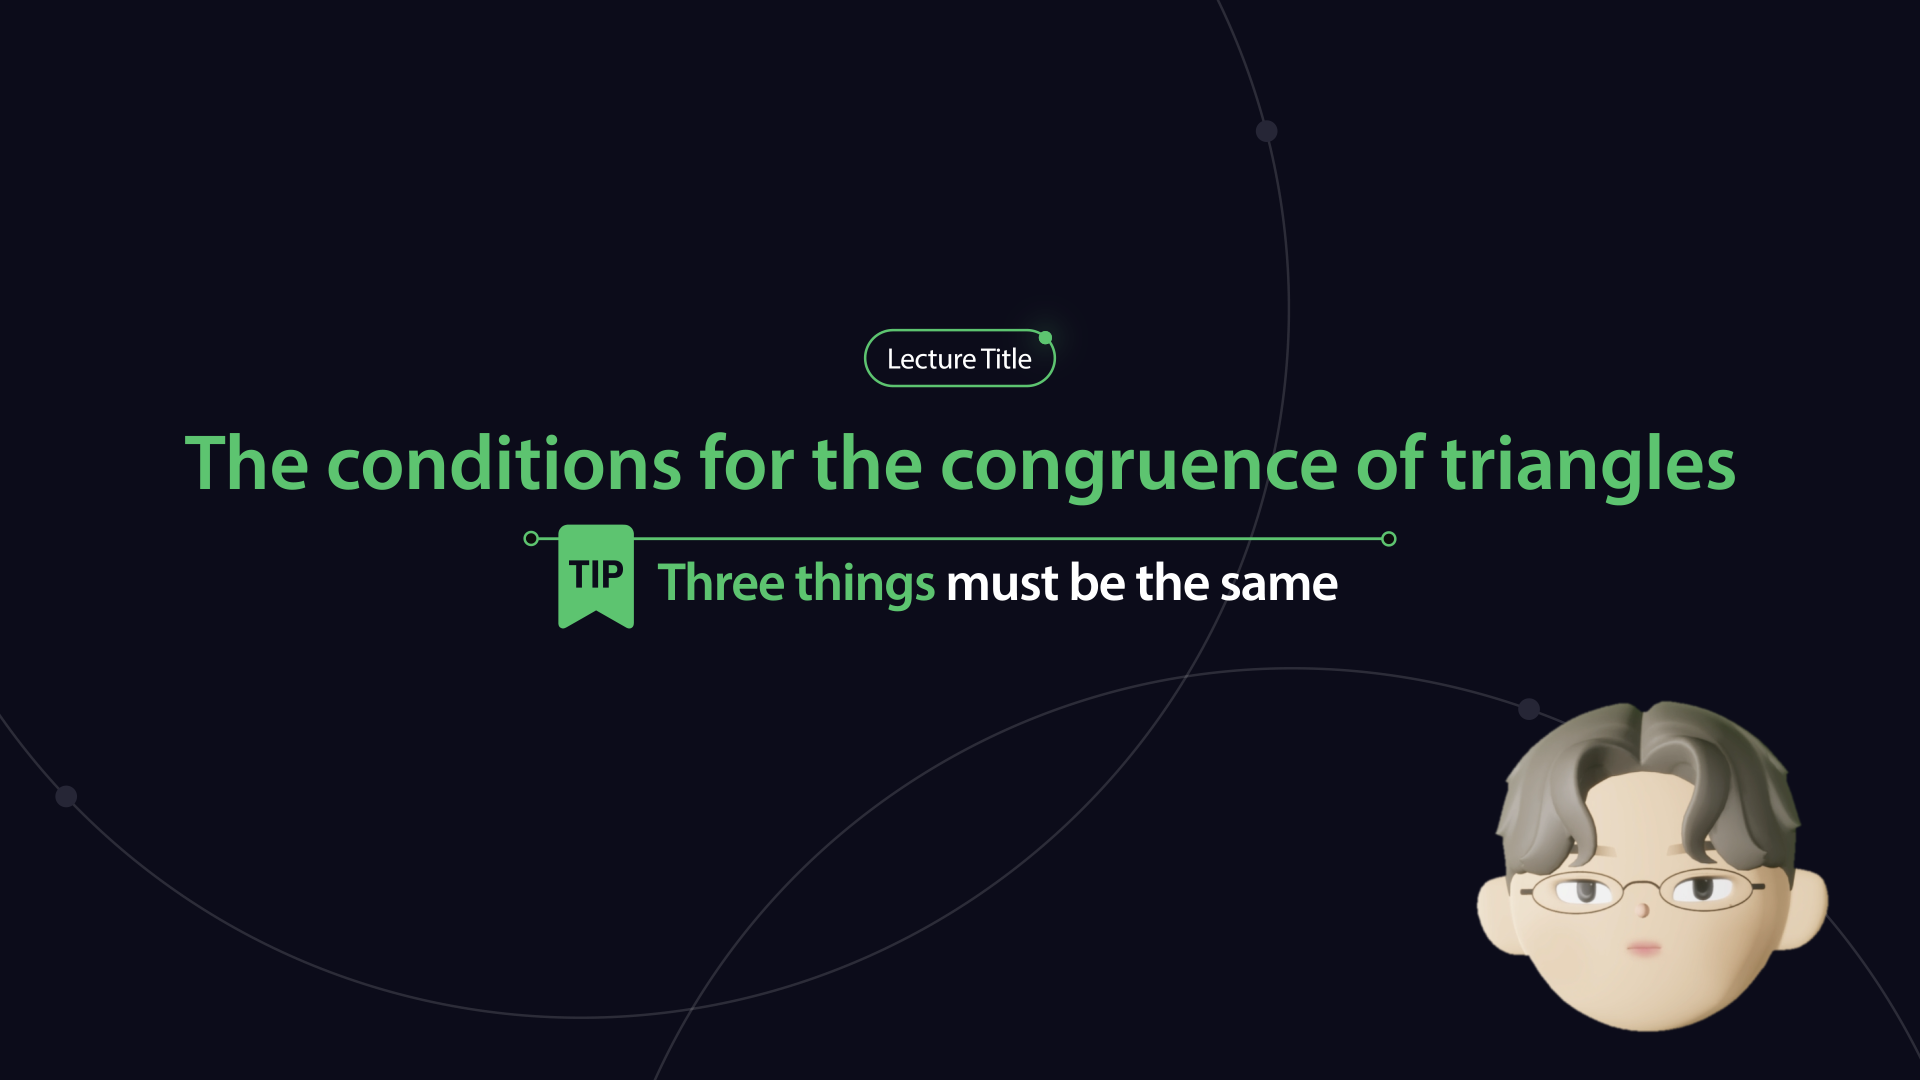 Lecture Title
The conditions for the congruence of triangles
TIP
Three things must be the same